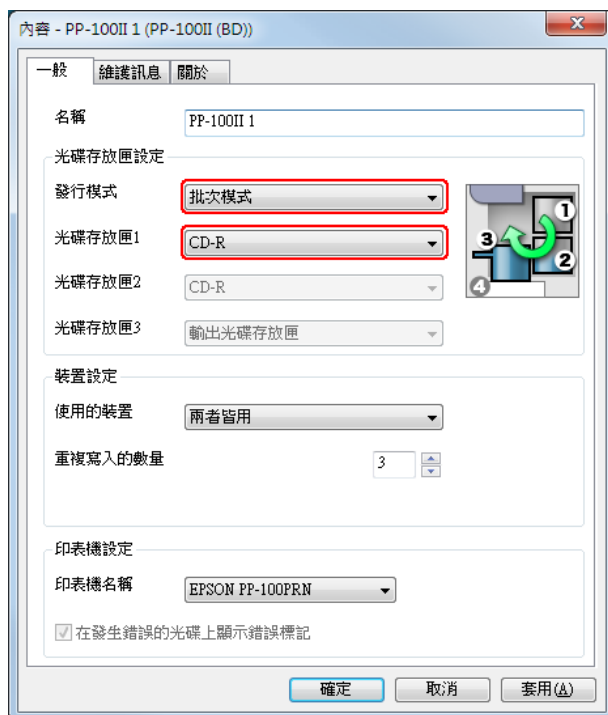 內容 - PP-100II 1 (PP-100II (BD))
一般 維護訊息 關於
名稱 PP-100II 1
光碟存放匣設定
發行模式 批次模式
光碟存放匣1 CD-R
光碟存放匣2 CD-R
光碟存放匣3 輸出光碟存放匣
1
2
3
4
裝置設定
使用的裝置 兩者皆用
重複寫入的數量 3
印表機設定
印表機名稱 EPSON PP-100PRN
在發生錯誤的光碟上顯示錯誤標記
確定 取消 套用(A)